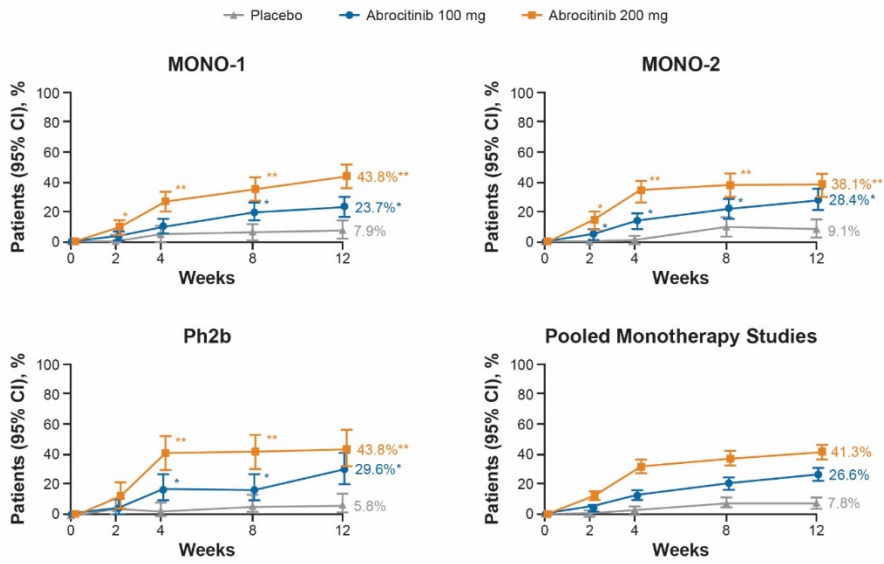 Placebo Abrocitinib 100 mg Abrocitinib 200 mg
MONO-1
Patients (95% CI), %
100
80
60
40
20
0
* ** ** 43.8%**
* 23.7%*
7.9%
0 2 4 8 12
Weeks
MONO-2
Patients (95% CI), %
100
80
60
40
20
0
* ** ** 38.1%**
* * * 28.4%*
9.1%
0 2 4 8 12
Weeks
Ph2b
Patients (95% CI), %
100
80
60
40
20
0
** ** 43.8%**
* * 29.6%*
5.8%
0 2 4 8 12
Weeks
Pooled Monotherapy Studies
Patients (95% CI), %
100
80
60
40
20
0
41.3%
26.6%
7.8%
0 2 4 8 12
Weeks